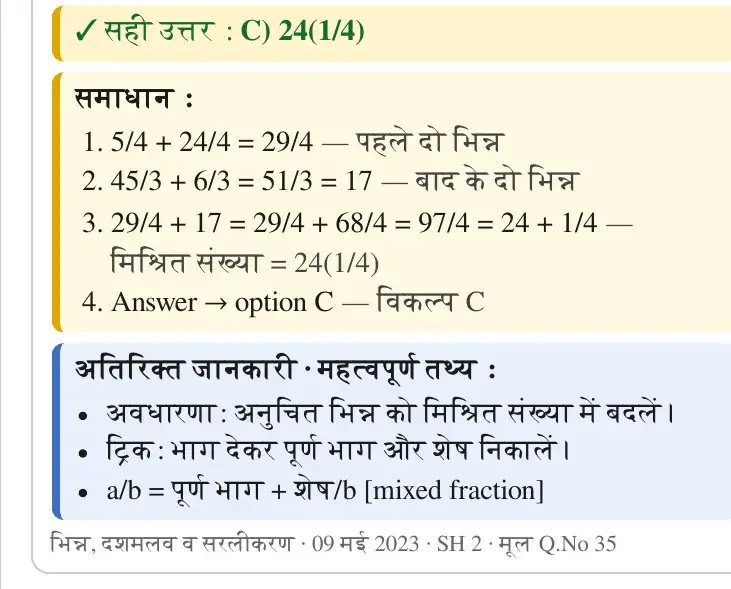 ✓ सही उत्तर : C) 24(1/4)
समाधान :
1. 5/4 + 24/4 = 29/4 — पहले दो भिन्न
2. 45/3 + 6/3 = 51/3 = 17 — बाद के दो भिन्न
3. 29/4 + 17 = 29/4 + 68/4 = 97/4 = 24 + 1/4 —
मिश्रित संख्या = 24(1/4)
4. Answer → option C — विकल्प C
अतिरिक्त जानकारी · महत्वपूर्ण तथ्य :
• अवधारणा : अनुचित भिन्न को मिश्रित संख्या में बदलें।
• ट्रिक : भाग देकर पूर्ण भाग और शेष निकालें।
• a/b = पूर्ण भाग + शेष/b [mixed fraction]
भिन्न, दशमलव व सरलीकरण · 09 मई 2023 · SH 2 · मूल Q.No 35